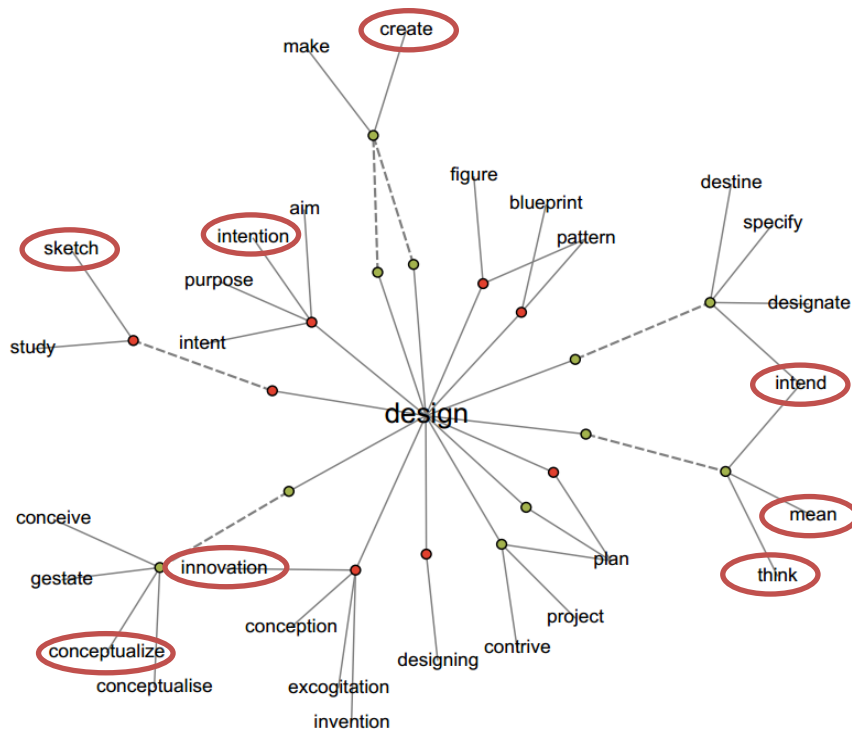 create
make
figure
destine
blueprint
aim
specify
intention
pattern
sketch
purpose
designate
intent
study
intend
design
mean
conceive
plan
innovation
think
gestate
project
conception
contrive
conceptualize
designing
conceptualise
excogitation
invention